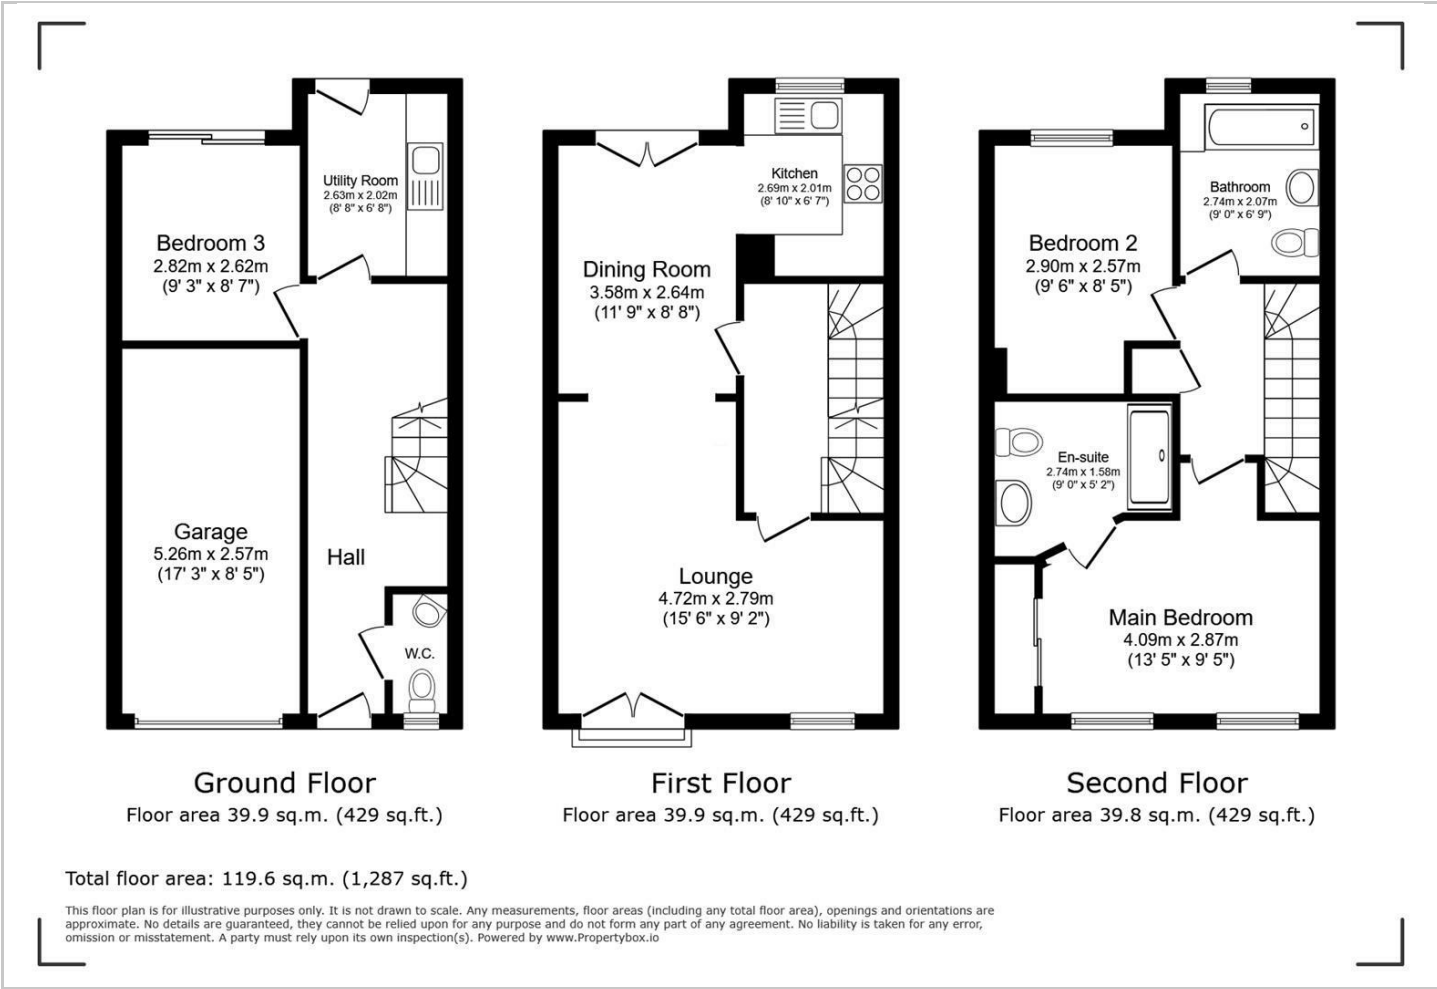 Utility Room
2.63m x 2.02m
(8' 8" x 6' 8")
Bedroom 3
2.82m x 2.62m
(9' 3" x 8' 7")
Garage
5.26m x 2.57m
(17' 3" x 8' 5")
Hall
W.C.
Kitchen
2.69m x 2.01m
(8' 10" x 6' 7")
Dining Room
3.58m x 2.64m
(11' 9" x 8' 8")
Lounge
4.72m x 2.79m
(15' 6" x 9' 2")
Bathroom
2.74m x 2.07m
(9' 0" x 6' 9")
Bedroom 2
2.90m x 2.57m
(9' 6" x 8' 5")
En-suite
2.74m x 1.58m
(9' 0" x 5' 2")
Main Bedroom
4.09m x 2.87m
(13' 5" x 9' 5")
Ground Floor
Floor area 39.9 sq.m. (429 sq.ft.)
First Floor
Floor area 39.9 sq.m. (429 sq.ft.)
Second Floor
Floor area 39.8 sq.m. (429 sq.ft.)
Total floor area: 119.6 sq.m. (1,287 sq.ft.)
This floor plan is for illustrative purposes only. It is not drawn to scale. Any measurements, floor areas (including any total floor area), openings and orientations are
approximate. No details are guaranteed, they cannot be relied upon for any purpose and do not form any part of any agreement. No liability is taken for any error,
omission or misstatement. A party must rely upon its own inspection(s). Powered by www.Propertybox.io